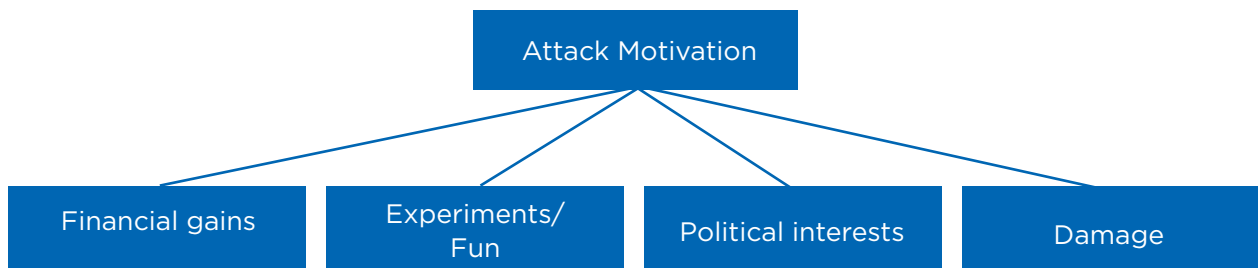 Attack Motivation
Financial gains
Experiments/
Fun
Political interests
Damage